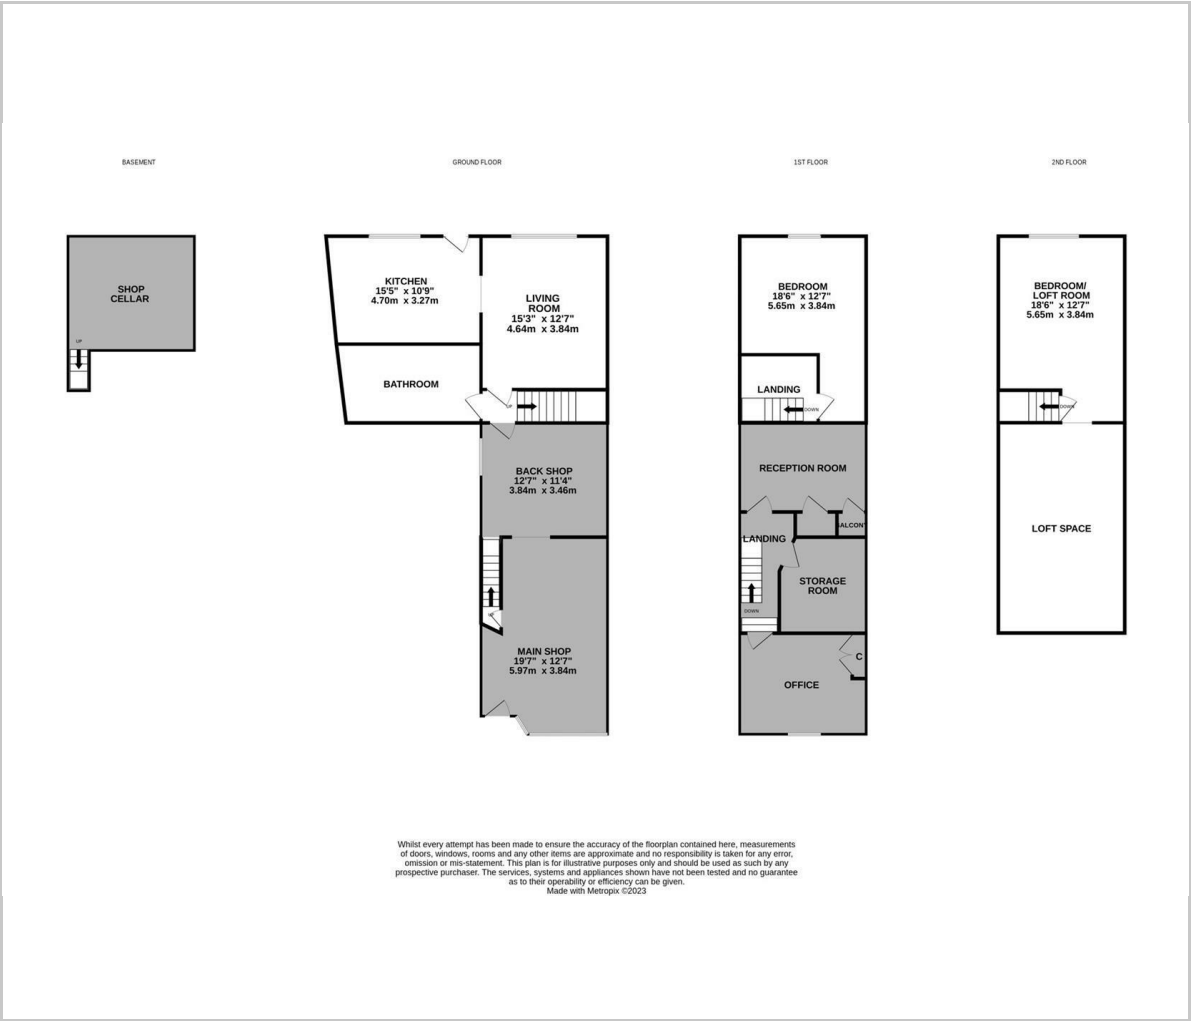 BASEMENT
GROUND FLOOR
1ST FLOOR
2ND FLOOR
SHOP
CELLAR
UP
KITCHEN
15'5" x 10'9"
4.70m x 3.27m
LIVING
ROOM
15'3" x 12'7"
4.64m x 3.84m
BATHROOM
UP
BACK SHOP
12'7" x 11'4"
3.84m x 3.46m
UP
MAIN SHOP
19'7" x 12'7"
5.97m x 3.84m
BEDROOM
18'6" x 12'7"
5.65m x 3.84m
LANDING
DOWN
RECEPTION ROOM
ALCON
LANDING
STORAGE
ROOM
DOWN
C
OFFICE
BEDROOM/
LOFT ROOM
18'6" x 12'7"
5.65m x 3.84m
DOWN
LOFT SPACE
Whilst every attempt has been made to ensure the accuracy of the floorplan contained here, measurements
of doors, windows, rooms and any other items are approximate and no responsibility is taken for any error,
omission or mis-statement. This plan is for illustrative purposes only and should be used as such by any
prospective purchaser. The services, systems and appliances shown have not been tested and no guarantee
as to their operability or efficiency can be given.
Made with Metropix ©2023